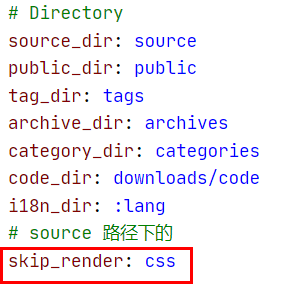 # Directory
source_dir: source
public_dir: public
tag_dir: tags
archive_dir: archives
category_dir: categories
code_dir: downloads/code
i18n_dir: :lang
# source 路径下的
skip_render: css